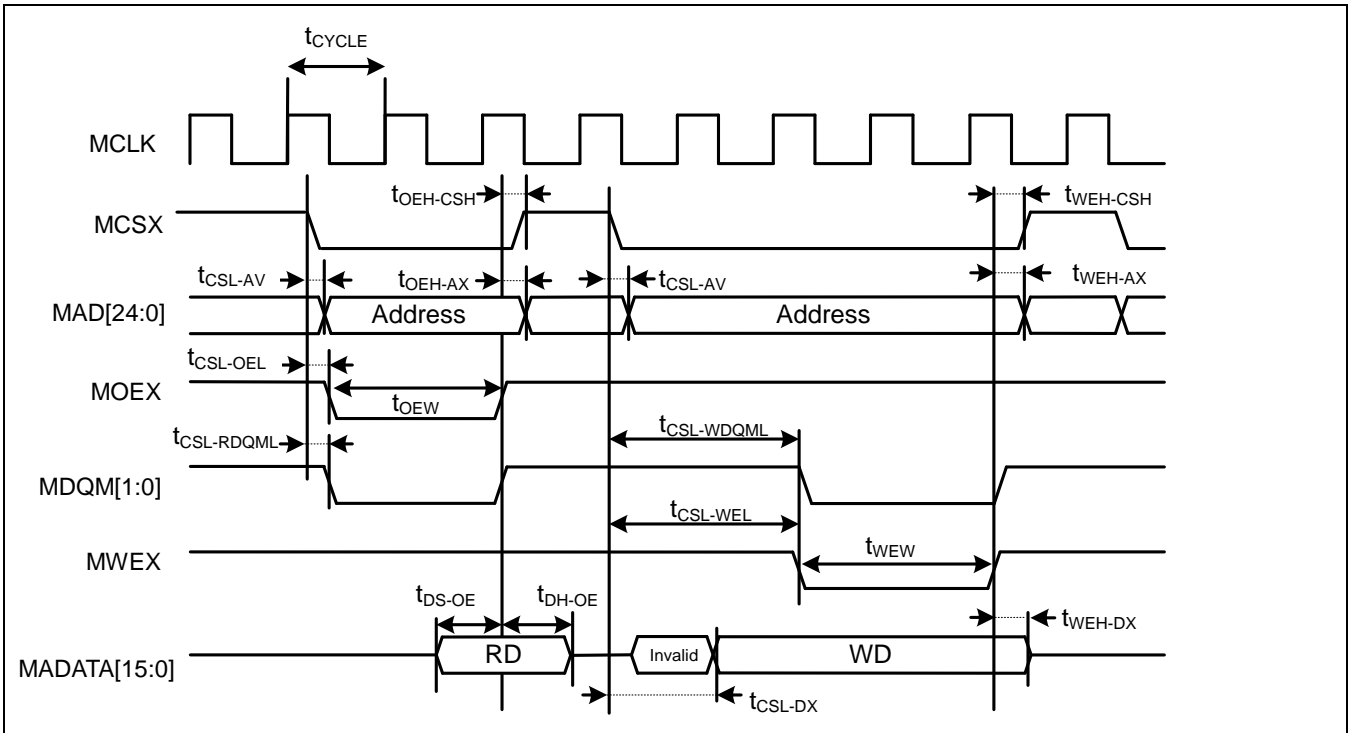 tCYCLE
MCLK
tOEH-CSH
tWEH-CSH
MCSX
tCSL-AV
tOEH-AX
tCSL-AV
tWEH-AX
MAD[24:0]
Address
Address
tCSL-OEL
MOEX
tOEW
tCSL-RDQML
tCSL-WDQML
MDQM[1:0]
tCSL-WEL
MWEX
tWEW
tDS-OE
tDH-OE
tWEH-DX
MADATA[15:0]
RD
Invalid
WD
tCSL-DX